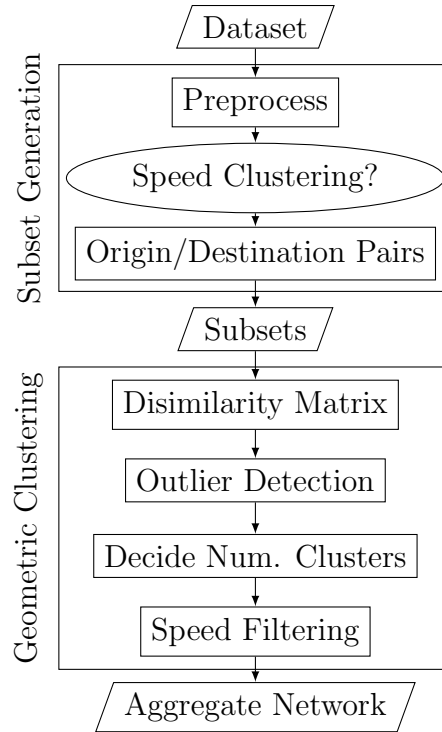 Dataset
Subset Generation
Preprocess
Speed Clustering?
Origin/Destination Pairs
Subsets
Geometric Clustering
Disimilarity Matrix
Outlier Detection
Decide Num. Clusters
Speed Filtering
Aggregate Network